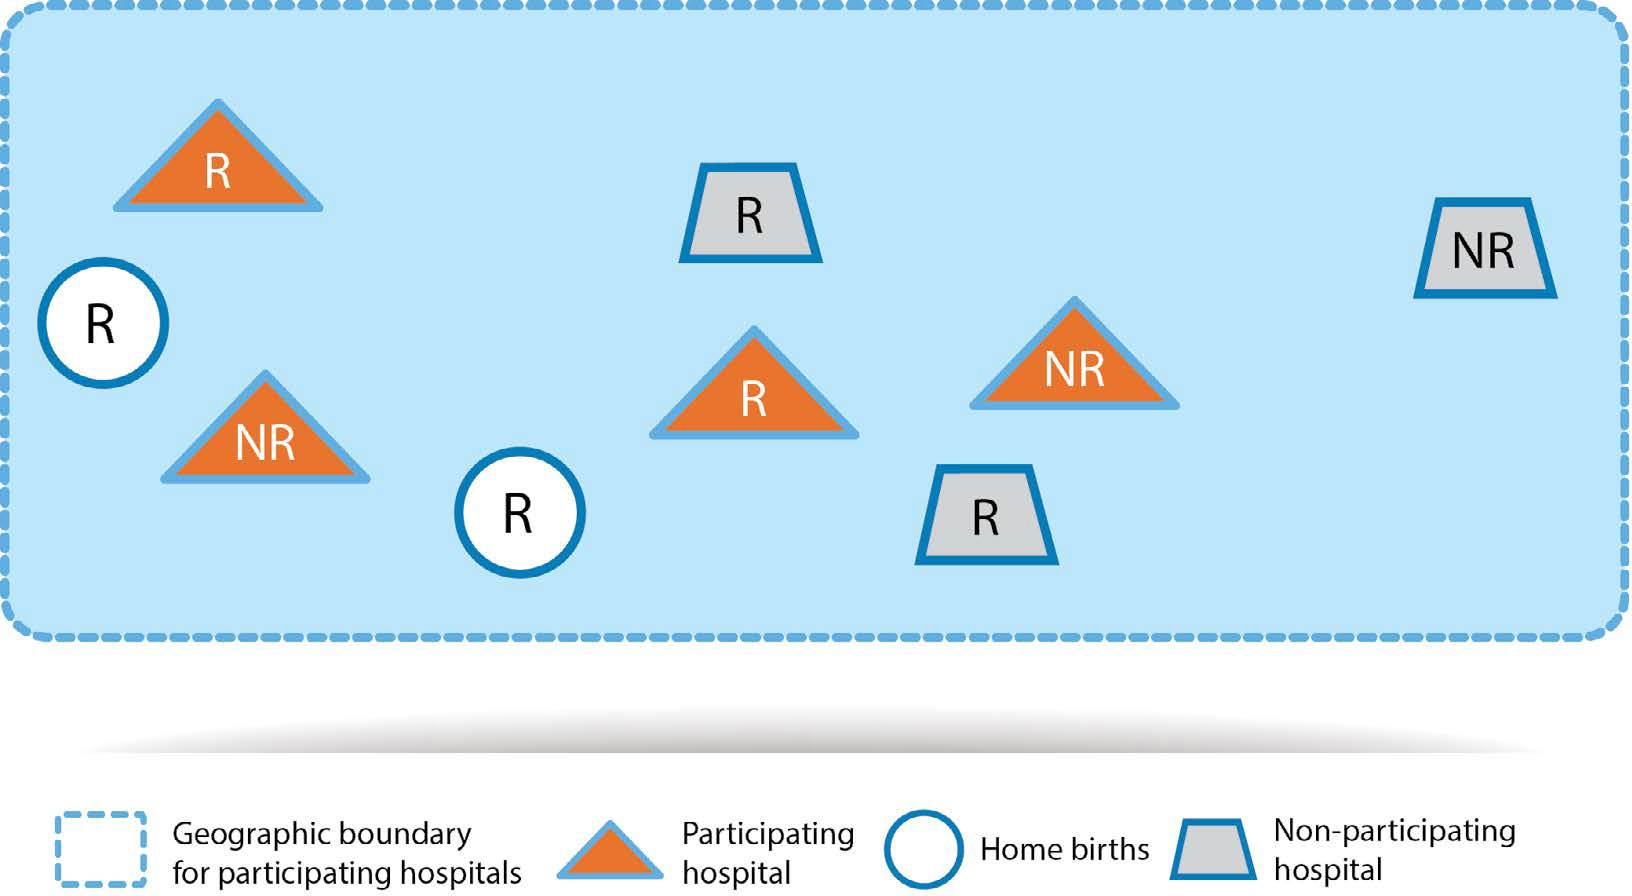 R
R
NR
R
NR
R
NR
R
R
Geographic boundary
for participating hospitals
Participating
hospital
Home births
Non-participating
hospital